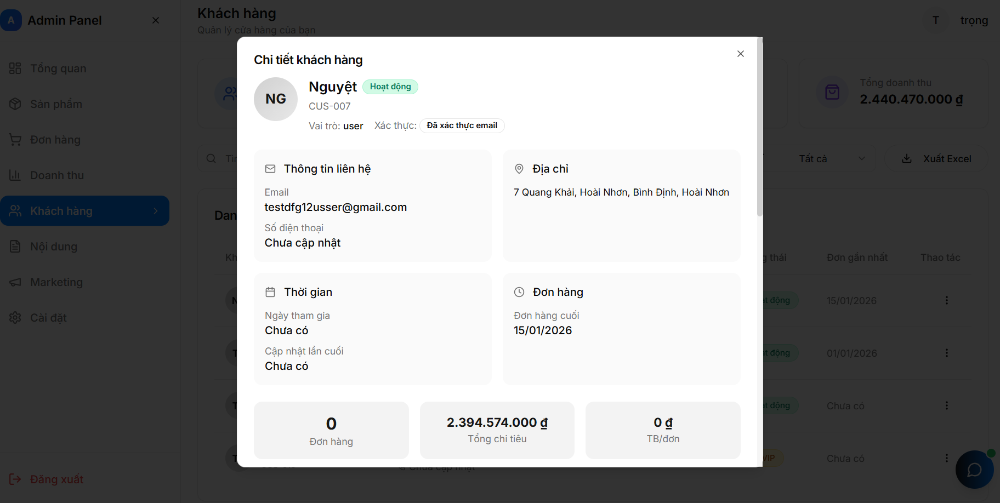 A Admin Panel
Khách hàng
Quản lý cửa hàng của bạn
T trọng
Tổng quan
Sản phẩm
Đơn hàng
Doanh thu
Khách hàng
Nội dung
Marketing
Cài đặt
Đăng xuất
Tổng doanh thu
2.440.470.000 ₫
Tất cả
Xuất Excel
Chi tiết khách hàng
NG
Nguyệt Hoạt động
CUS-007
Vai trò: user Xác thực: Đã xác thực email
Thông tin liên hệ
Email
testdfg12usser@gmail.com
Số điện thoại
Chưa cập nhật
Địa chỉ
7 Quang Khải, Hoài Nhơn, Bình Định, Hoài Nhơn
Thời gian
Ngày tham gia
Chưa có
Cập nhật lần cuối
Chưa có
Đơn hàng
Đơn hàng cuối
15/01/2026
0
Đơn hàng
2.394.574.000 ₫
Tổng chi tiêu
0 ₫
TB/đơn
Đơn gần nhất Thao tác
động 15/01/2026
động 01/01/2026
động Chưa có
VIP Chưa có